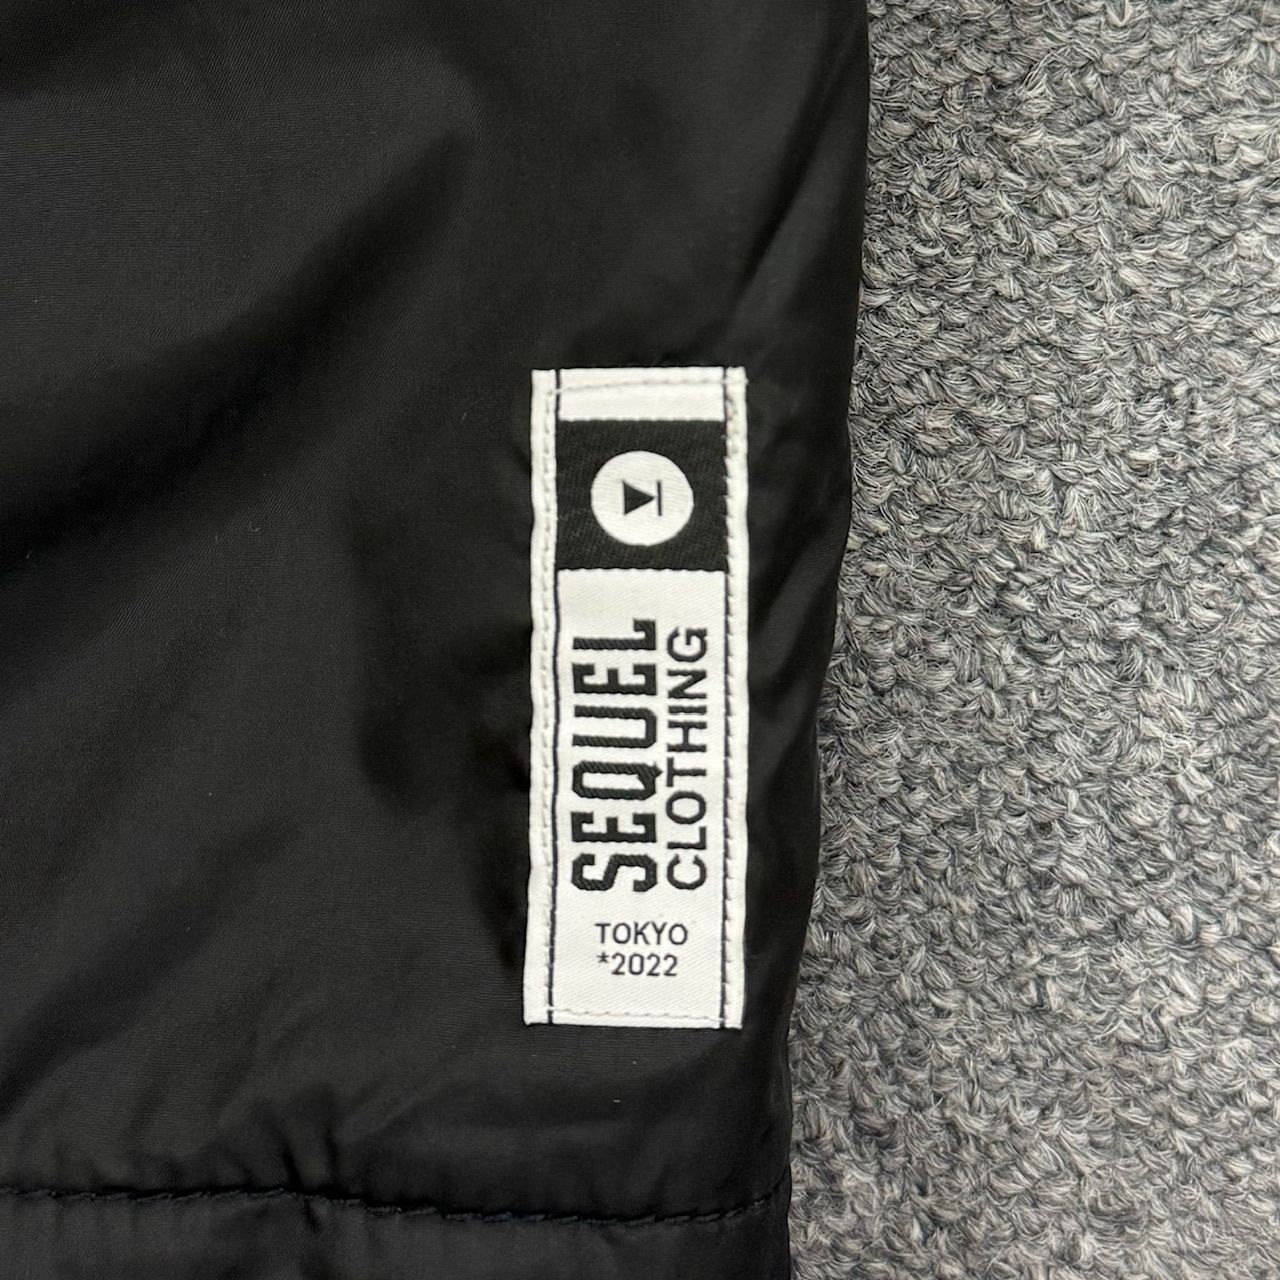 SEQUEL
CLOTHING
TOKYO
*2022